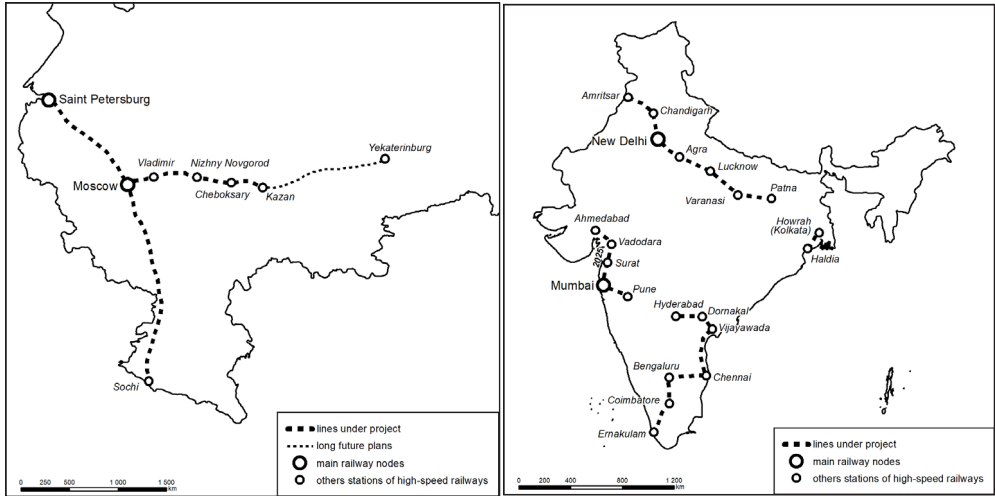 Saint Petersburg
Yekaterinburg
Vladimir
Nizhny Novgorod
Moscow
Cheboksary
Kazan
Sochi
lines under project
long future plans
main railway nodes
others stations of high-speed railways
0 250 500 1 000 1 500
km
Amritsar
Chandigarh
New Delhi
Agra
Lucknow
Varanasi
Patna
Ahmedabad
Howrah
(Kolkata)
Vadodara
2025
Haldia
Surat
Mumbai
Pune
Hyderabad
Dornakal
Vijayawada
Bengaluru
Chennai
Coimbatore
Ernakulam
lines under project
main railway nodes
others stations of high-speed railways
0 200 400 800 1 200
km